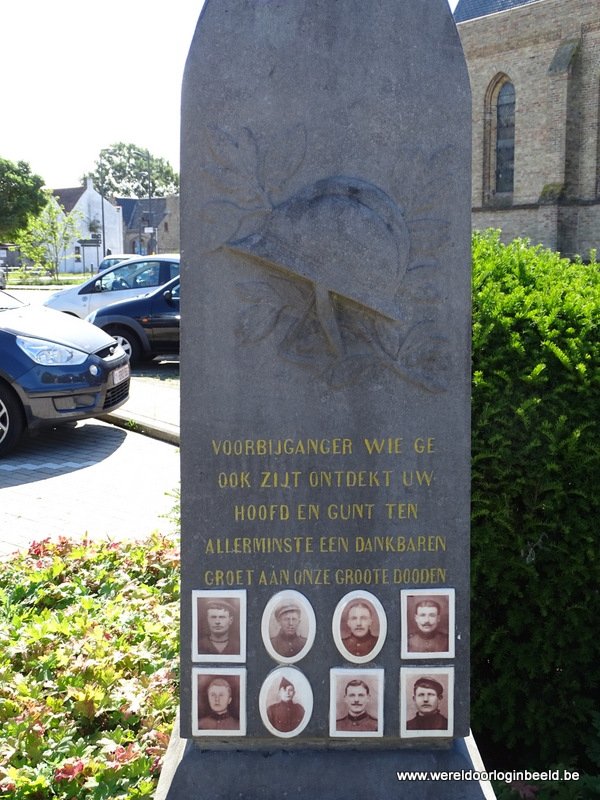 VOORBIJGANGER WIE GE
OOK ZIJT ONTDEKT UW
HOOFD EN GUNT TEN
ALLERMINSTE EEN DANKBAREN
GROET AAN ONZE GROOTE DOODEN
www.wereldoorloginbeeld.be